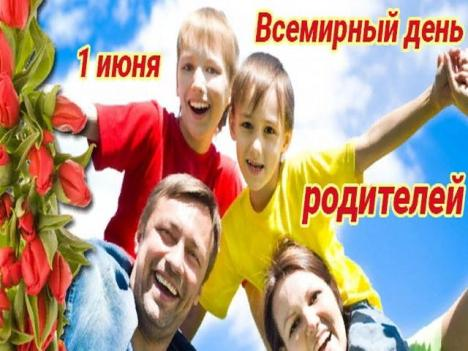 Всемирный день
1 июня
родителей